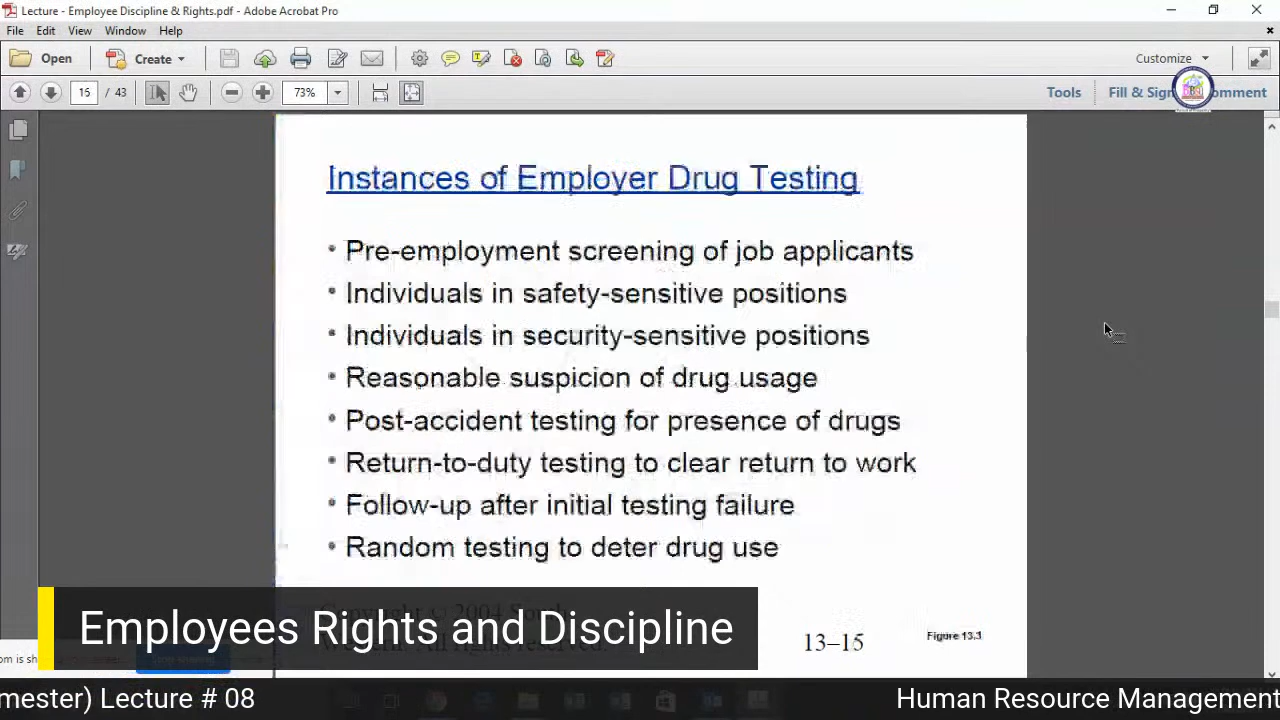 Lecture - Employee Discipline & Rights.pdf - Adobe Acrobat Pro
File Edit View Window Help
Open Create Customize
15 / 43 73% Tools Fill & Sign omment
Instances of Employer Drug Testing
• Pre-employment screening of job applicants
• Individuals in safety-sensitive positions
• Individuals in security-sensitive positions
• Reasonable suspicion of drug usage
• Post-accident testing for presence of drugs
• Return-to-duty testing to clear return to work
• Follow-up after initial testing failure
• Random testing to deter drug use
Employees Rights and Discipline
13–15
Figure 13.3
mester) Lecture # 08 Human Resource Management